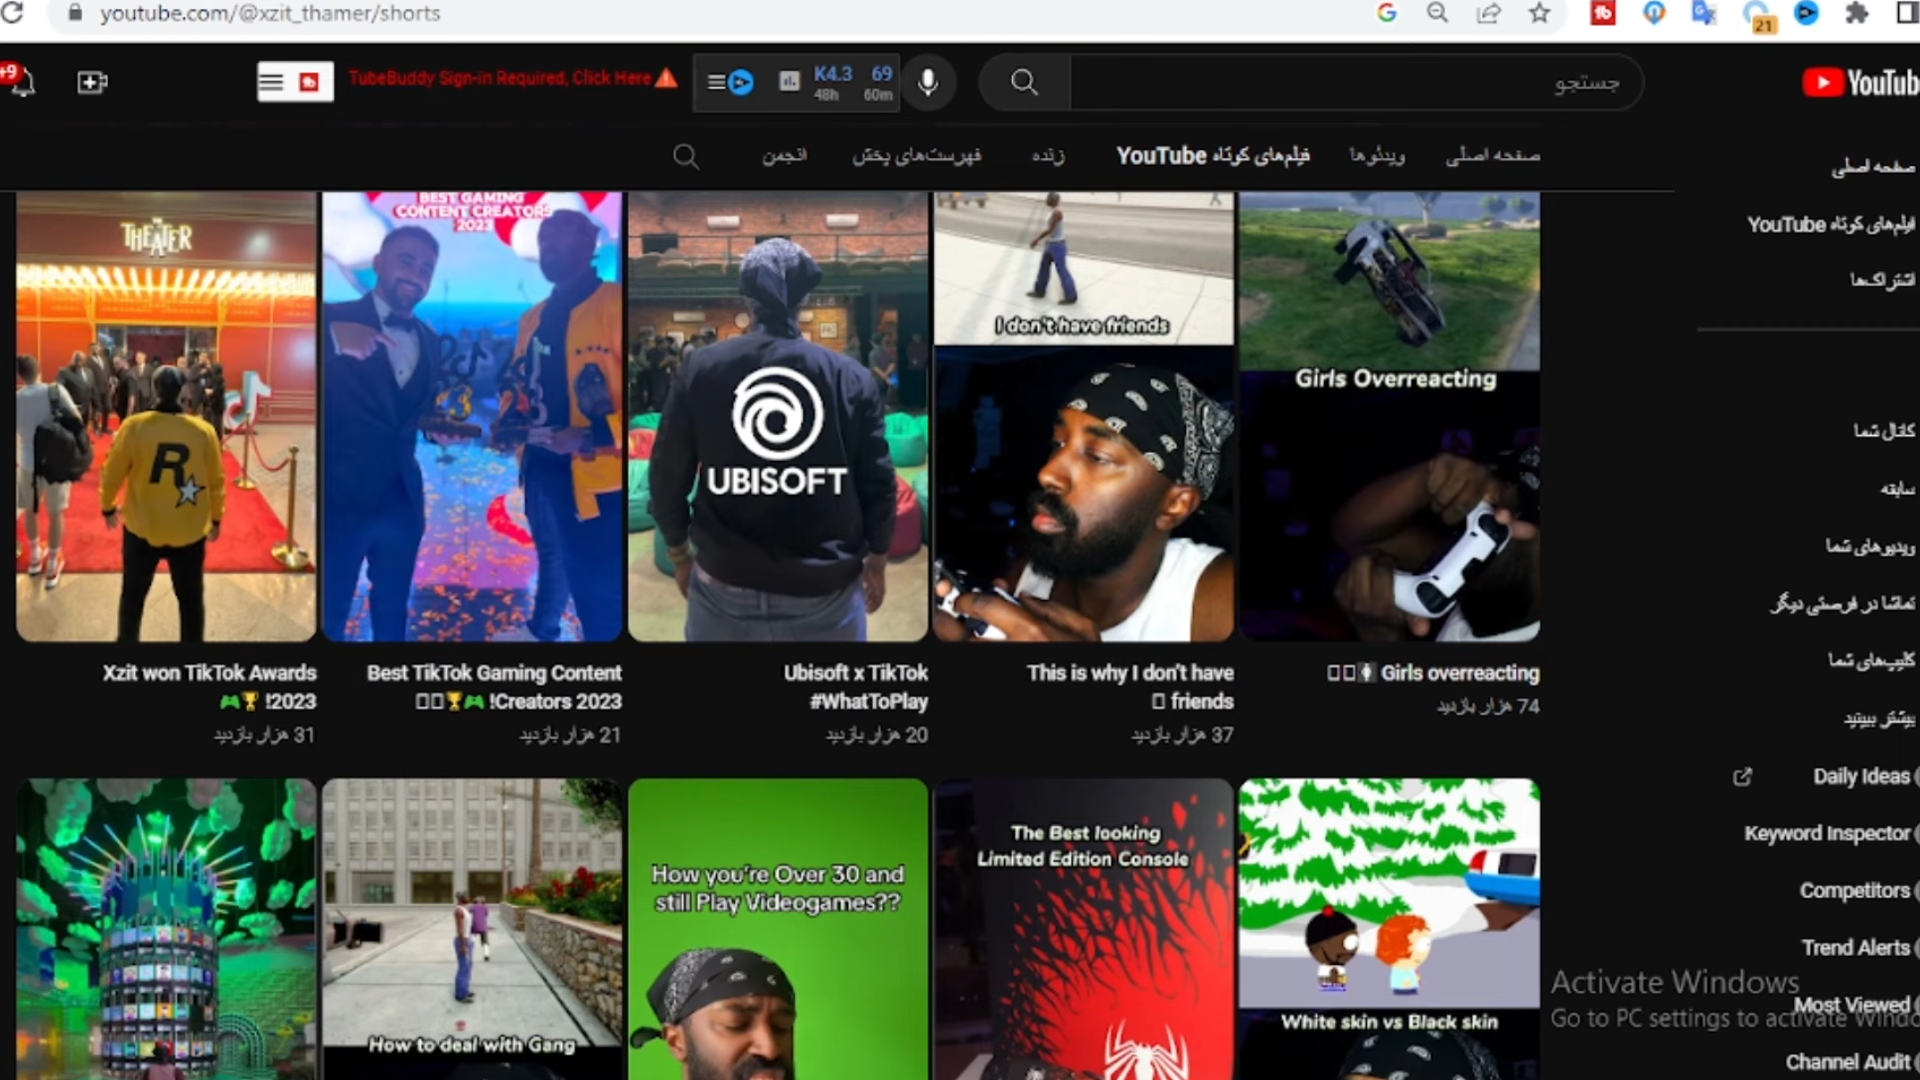 youtube.com/@xzit_thamer/shorts
21
+9
TubeBuddy Sign-in Required, Click Here
K4.3 69
48h 60m
جستجو
YouTub
صفحه اصلی
ویدئوها
فیلم‌های کوتاه YouTube
زنده
فهرست‌های پخش
انجمن
THEATER
R
BEST GAMING
CONTENT CREATORS
2023
UBISOFT
I don't have friends
Girls Overreacting
Xzit won TikTok Awards
2023!
31 هزار بازدید
Best TikTok Gaming Content
Creators 2023!
21 هزار بازدید
Ubisoft x TikTok
#WhatToPlay
20 هزار بازدید
This is why I don't have
friends
37 هزار بازدید
Girls overreacting
74 هزار بازدید
How to deal with Gang
How you're Over 30 and
still Play Videogames??
The Best looking
Limited Edition Console
White skin vs Black skin
صفحه اصلی
فیلم‌های کوتاه YouTube
اشتراک‌ها
کانال شما
سابقه
ویدیوهای شما
تماشا در فرصتی دیگر
کلیپ‌های شما
بیشتر ببینید
Daily Ideas
Keyword Inspector
Competitors
Trend Alerts
Most Viewed
Channel Audit
Activate Windows
Go to PC settings to activate Windo